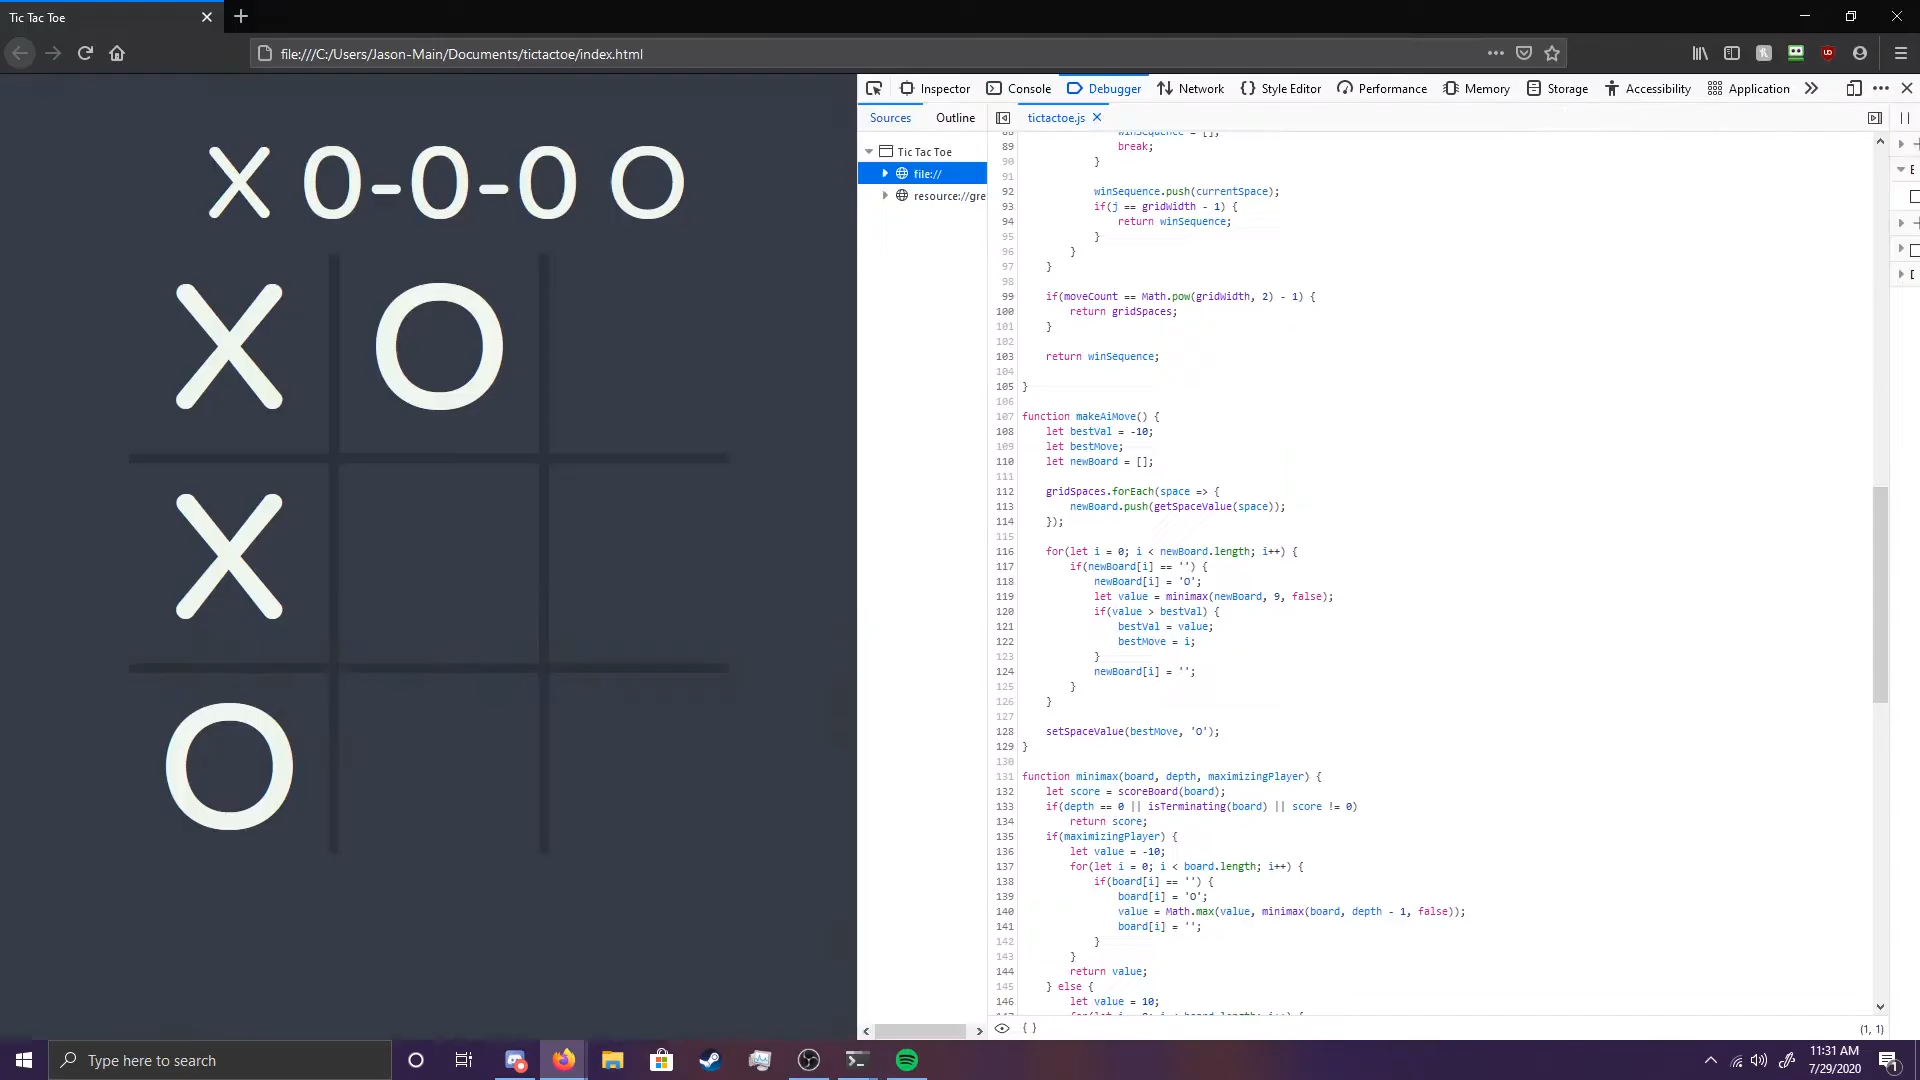 Tic Tac Toe
file:///C:/Users/Jason-Main/Documents/tictactoe/index.html
Inspector Console Debugger Network Style Editor Performance Memory Storage Accessibility Application
Sources Outline tictactoe.js
Tic Tac Toe
file://
resource://gre
X 0-0-0 O
X O
X
O
88 winSequence = [];
89 break;
90 }
91
92 winSequence.push(currentSpace);
93 if(j == gridWidth - 1) {
94 return winSequence;
95 }
96 }
97 }
98
99 if(moveCount == Math.pow(gridWidth, 2) - 1) {
100 return gridSpaces;
101 }
102
103 return winSequence;
104
105 }
106
107 function makeAiMove() {
108 let bestVal = -10;
109 let bestMove;
110 let newBoard = [];
111
112 gridSpaces.forEach(space => {
113 newBoard.push(getSpaceValue(space));
114 });
115
116 for(let i = 0; i < newBoard.length; i++) {
117 if(newBoard[i] == '') {
118 newBoard[i] = 'O';
119 let value = minimax(newBoard, 9, false);
120 if(value > bestVal) {
121 bestVal = value;
122 bestMove = i;
123 }
124 newBoard[i] = '';
125 }
126 }
127
128 setSpaceValue(bestMove, 'O');
129 }
130
131 function minimax(board, depth, maximizingPlayer) {
132 let score = scoreBoard(board);
133 if(depth == 0 || isTerminating(board) || score != 0)
134 return score;
135 if(maximizingPlayer) {
136 let value = -10;
137 for(let i = 0; i < board.length; i++) {
138 if(board[i] == '') {
139 board[i] = 'O';
140 value = Math.max(value, minimax(board, depth - 1, false));
141 board[i] = '';
142 }
143 }
144 return value;
145 } else {
146 let value = 10;
147 for(let i = 0; i < board.length; i++) {
{ } (1, 1)
Type here to search
11:31 AM
7/29/2020
1